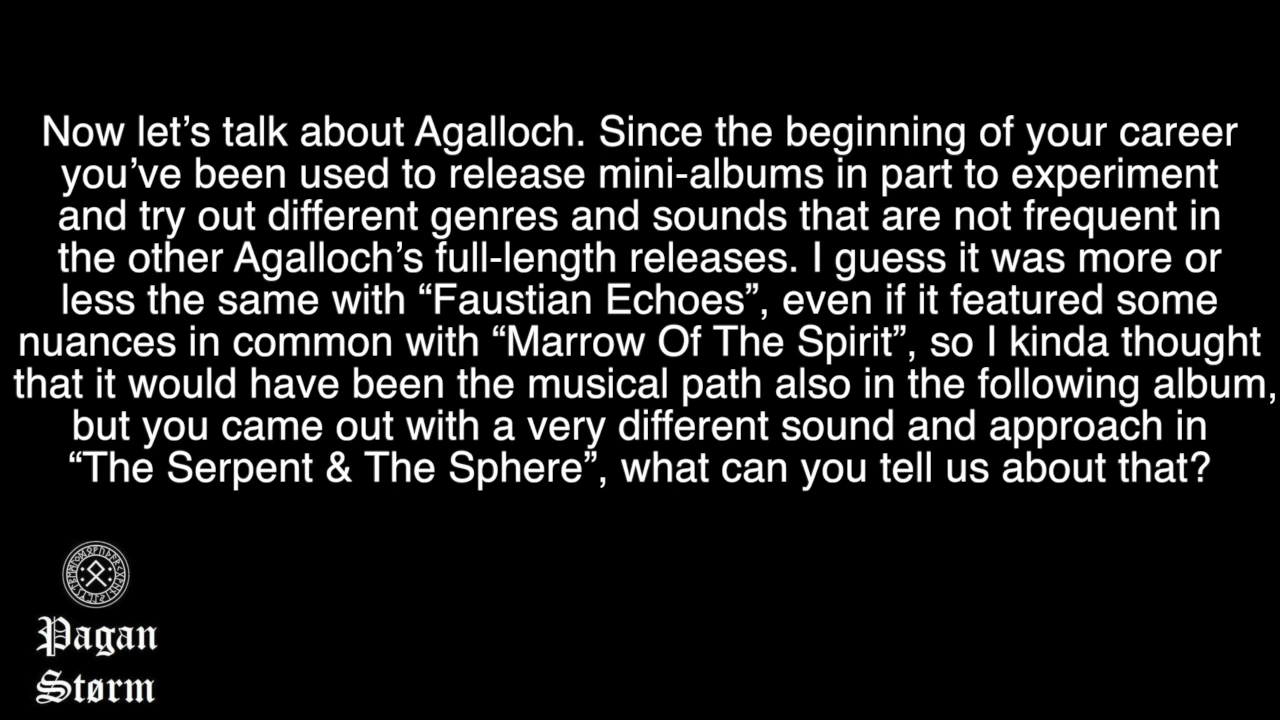 Now let’s talk about Agalloch. Since the beginning of your career
you’ve been used to release mini-albums in part to experiment
and try out different genres and sounds that are not frequent in
the other Agalloch’s full-length releases. I guess it was more or
less the same with “Faustian Echoes”, even if it featured some
nuances in common with “Marrow Of The Spirit”, so I kinda thought
that it would have been the musical path also in the following album,
but you came out with a very different sound and approach in
“The Serpent & The Sphere”, what can you tell us about that?
Pagan
Størm